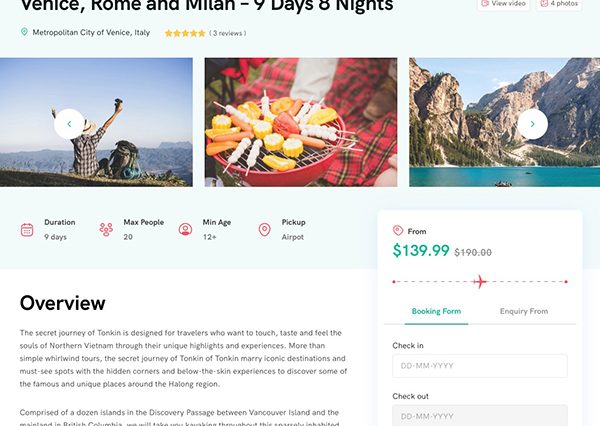 Venice, Rome and Milan – 9 Days 8 Nights
View video
4 photos
Metropolitan City of Venice, Italy
( 3 reviews )
Duration
9 days
Max People
20
Min Age
12+
Pickup
Airpot
From
$139.99 $190.00
Booking Form
Enquiry From
Overview
The secret journey of Tonkin is designed for travelers who want to touch, taste and feel the
souls of Northern Vietnam through their unique highlights and experiences. More than
simple whirlwind tours, the secret journey of Tonkin of Tonkin marry iconic destinations and
must-see spots with the hidden corners and below-the-skin experiences to discover some of
the famous and unique places around the Halong region.
Comprised of a dozen islands in the Discovery Passage between Vancouver Island and the
mainland in British Columbia, we will take you kayaking throughout this sparsely inhabited
Check in
DD-MM-YYYY
Check out
DD-MM-YYYY